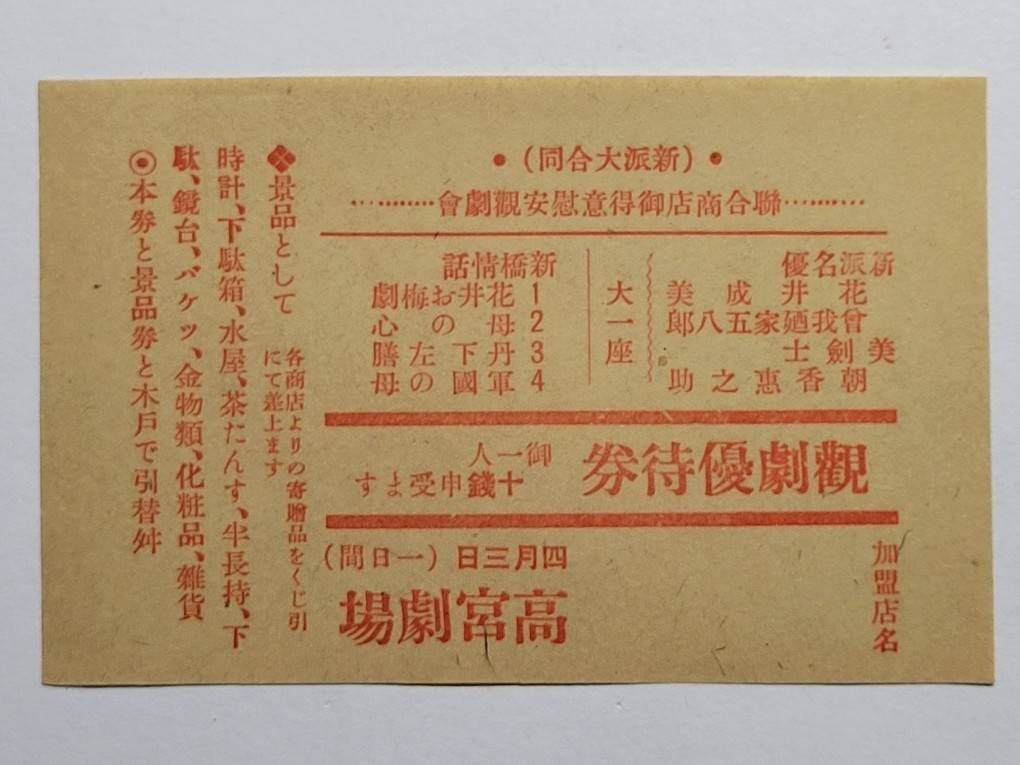 ●（新派大合同）●
………聯合商店御得意慰安觀劇會………
新派名優
花井成美
曾我廼家五八郎
美劍士
朝香惠之助
大一座
新橋情話
1 花井お梅劇
2 母の心
3 丹下左膳
4 軍國の母
觀劇優待券
御一人
十錢申受ます
四月三日（一日間）
高宮劇場
加盟店名
❖景品として
各商店よりの寄贈品をくじ引
にて差上ます
時計、下駄箱、水屋、茶だんす、半長持、下
駄、鏡台、バケツ、金物類、化粧品、雜貨
◉本券と景品券と木戶で引替舛